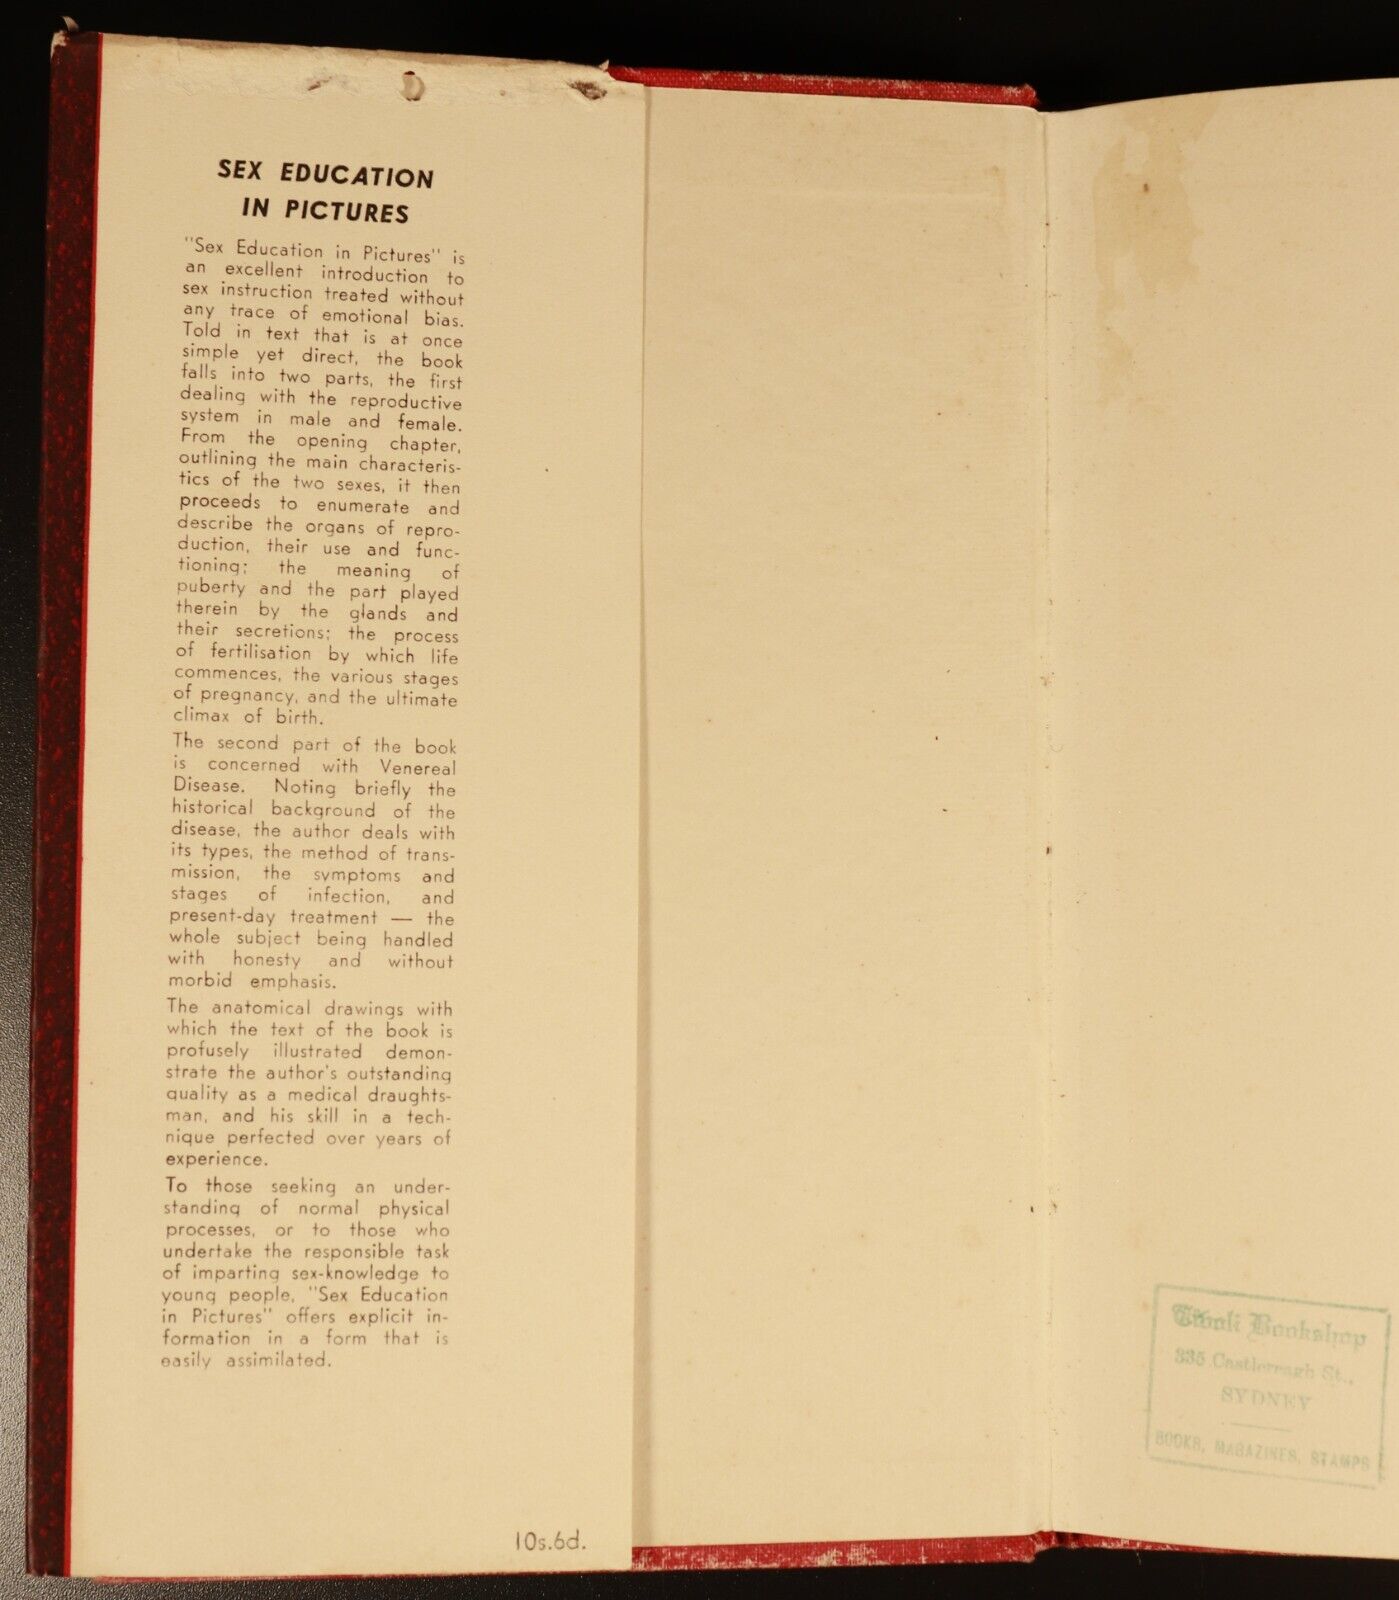 SEX EDUCATION
IN PICTURES
"Sex Education in Pictures" is
an excellent introduction to
sex instruction treated without
any trace of emotional bias.
Told in text that is at once
simple yet direct, the book
falls into two parts, the first
dealing with the reproductive
system in male and female.
From the opening chapter,
outlining the main characteris-
tics of the two sexes, it then
proceeds to enumerate and
describe the organs of repro-
duction, their use and func-
tioning; the meaning of
puberty and the part played
therein by the glands and
their secretions; the process
of fertilisation by which life
commences, the various stages
of pregnancy, and the ultimate
climax of birth.
The second part of the book
is concerned with Venereal
Disease. Noting briefly the
historical background of the
disease, the author deals with
its types, the method of trans-
mission, the symptoms and
stages of infection, and
present-day treatment — the
whole subject being handled
with honesty and without
morbid emphasis.
The anatomical drawings with
which the text of the book is
profusely illustrated demon-
strate the author's outstanding
quality as a medical draughts-
man, and his skill in a tech-
nique perfected over years of
experience.
To those seeking an under-
standing of normal physical
processes, or to those who
undertake the responsible task
of imparting sex-knowledge to
young people, "Sex Education
in Pictures" offers explicit in-
formation in a form that is
easily assimilated.
10s.6d.
Tivoli Bookshop
335 Castlereagh St.,
SYDNEY
BOOKS, MAGAZINES, STAMPS